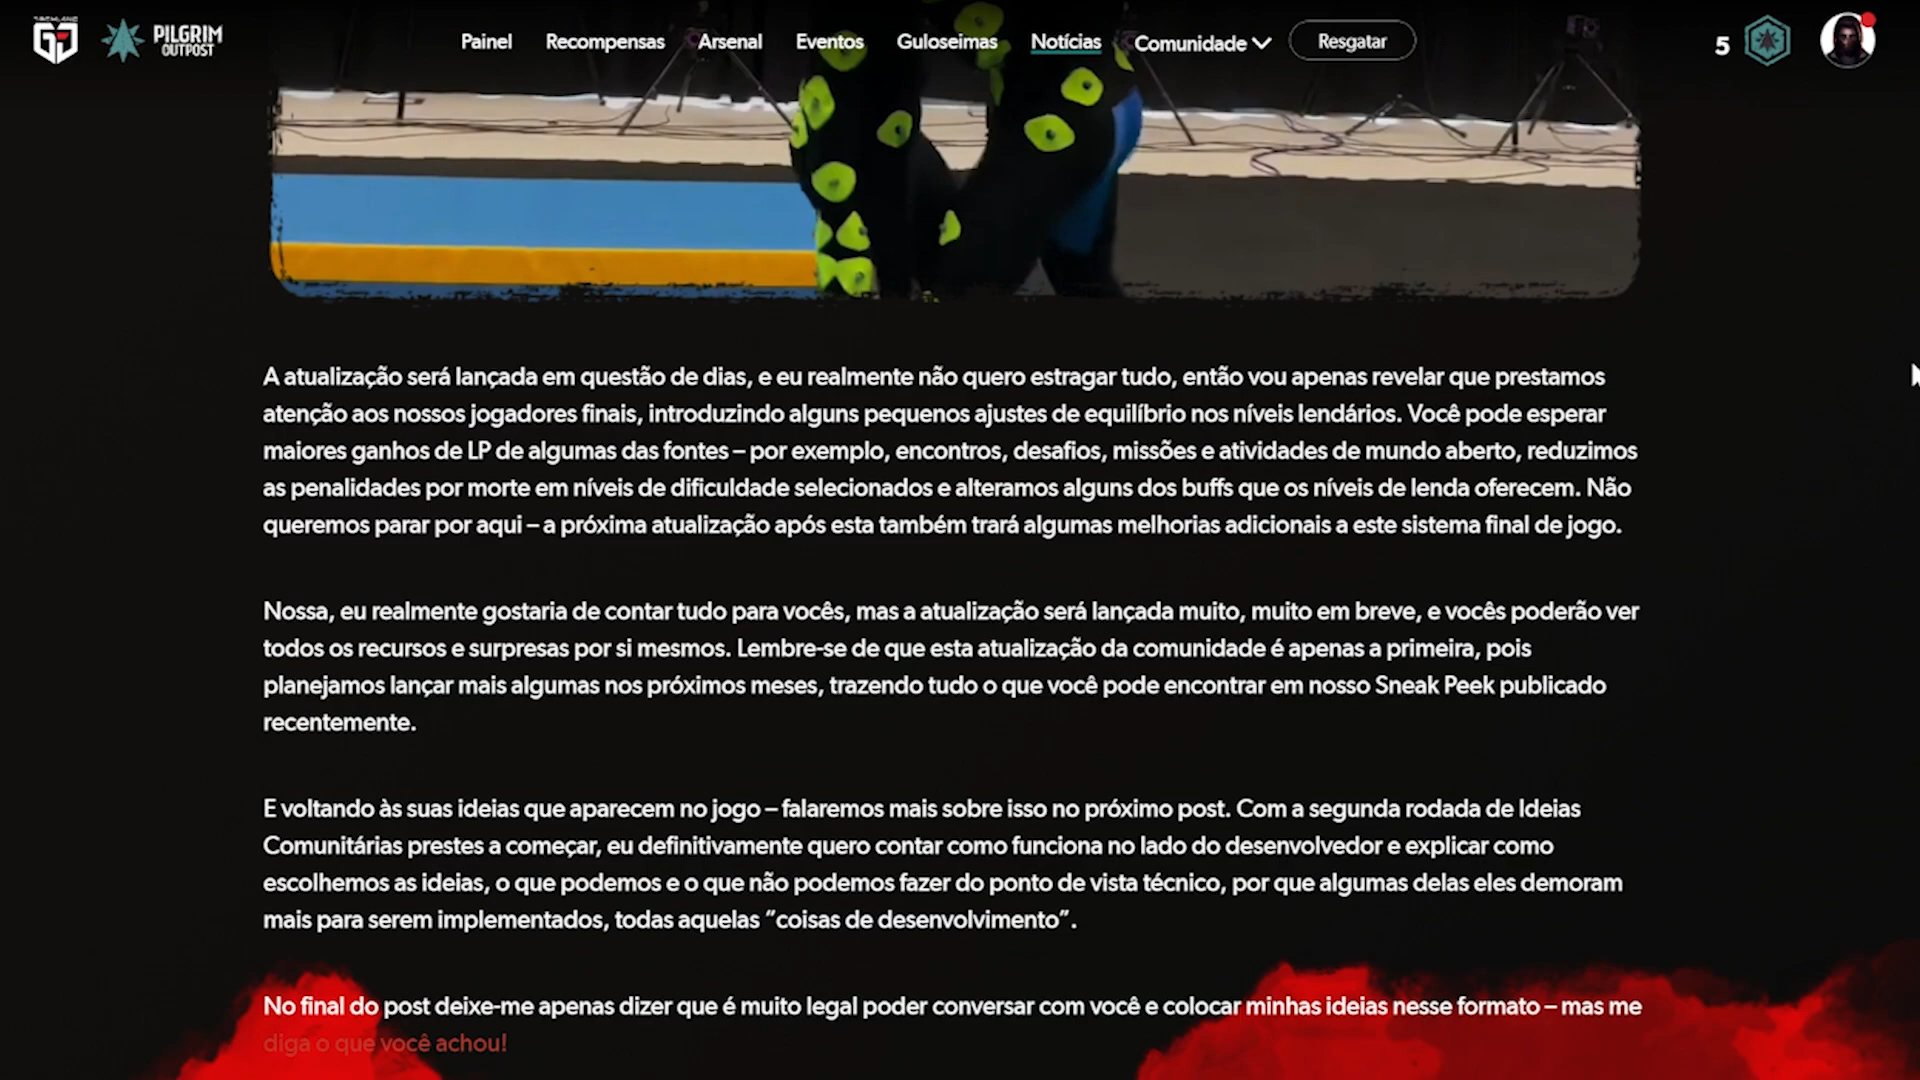 PILGRIM
OUTPOST
Painel
Recompensas
Arsenal
Eventos
Guloseimas
Notícias
Comunidade
Resgatar
5
A atualização será lançada em questão de dias, e eu realmente não quero estragar tudo, então vou apenas revelar que prestamos
atenção aos nossos jogadores finais, introduzindo alguns pequenos ajustes de equilíbrio nos níveis lendários. Você pode esperar
maiores ganhos de LP de algumas das fontes – por exemplo, encontros, desafios, missões e atividades de mundo aberto, reduzimos
as penalidades por morte em níveis de dificuldade selecionados e alteramos alguns dos buffs que os níveis de lenda oferecem. Não
queremos parar por aqui – a próxima atualização após esta também trará algumas melhorias adicionais a este sistema final de jogo.
Nossa, eu realmente gostaria de contar tudo para vocês, mas a atualização será lançada muito, muito em breve, e vocês poderão ver
todos os recursos e surpresas por si mesmos. Lembre-se de que esta atualização da comunidade é apenas a primeira, pois
planejamos lançar mais algumas nos próximos meses, trazendo tudo o que você pode encontrar em nosso Sneak Peek publicado
recentemente.
E voltando às suas ideias que aparecem no jogo – falaremos mais sobre isso no próximo post. Com a segunda rodada de Ideias
Comunitárias prestes a começar, eu definitivamente quero contar como funciona no lado do desenvolvedor e explicar como
escolhemos as ideias, o que podemos e o que não podemos fazer do ponto de vista técnico, por que algumas delas eles demoram
mais para serem implementados, todas aquelas “coisas de desenvolvimento”.
No final do post deixe-me apenas dizer que é muito legal poder conversar com você e colocar minhas ideias nesse formato – mas me
diga o que você achou!